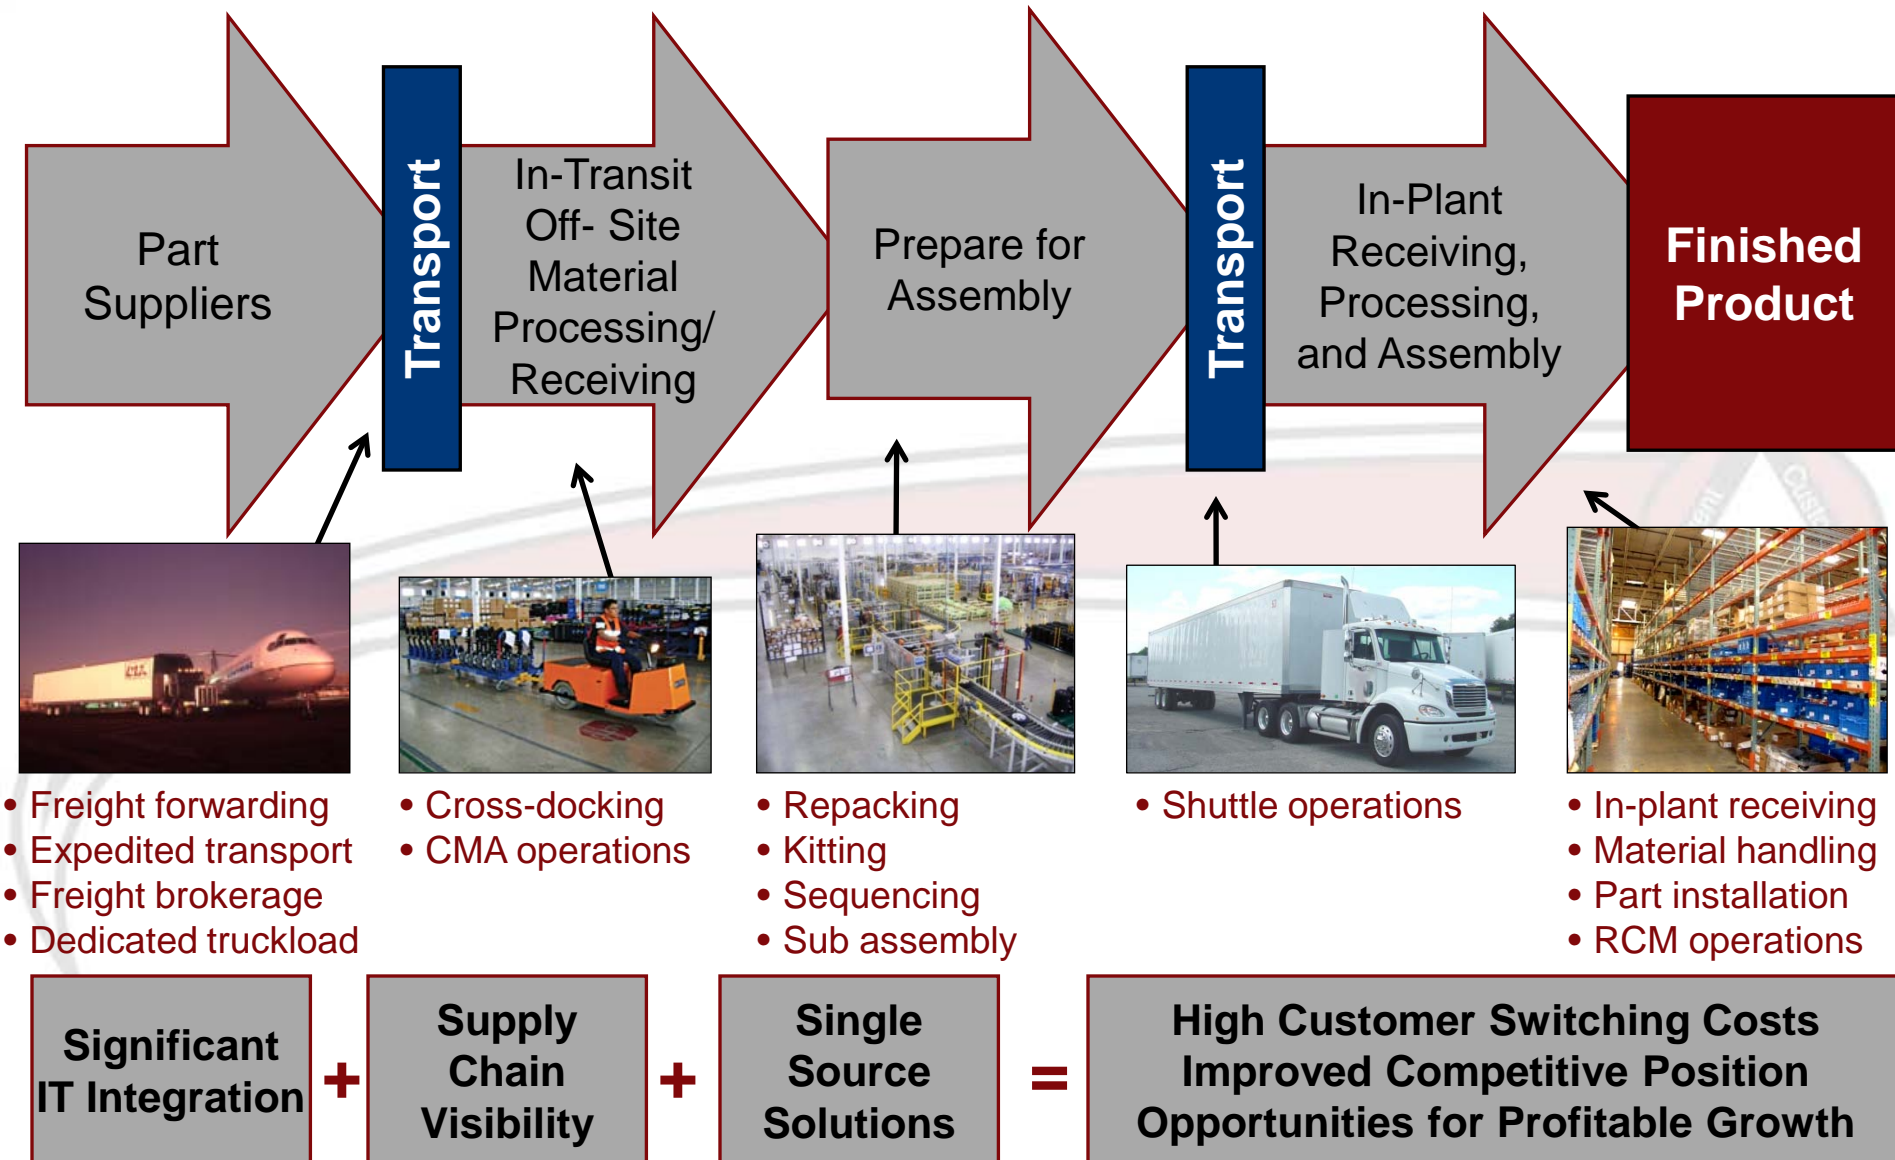 Part
Suppliers
Transport
In-Transit
Off- Site
Material
Processing/
Receiving
Prepare for
Assembly
Transport
In-Plant
Receiving,
Processing,
and Assembly
Finished
Product
• Freight forwarding
• Expedited transport
• Freight brokerage
• Dedicated truckload
• Cross-docking
• CMA operations
• Repacking
• Kitting
• Sequencing
• Sub assembly
• Shuttle operations
• In-plant receiving
• Material handling
• Part installation
• RCM operations
Significant
IT Integration
+
Supply
Chain
Visibility
+
Single
Source
Solutions
=
High Customer Switching Costs
Improved Competitive Position
Opportunities for Profitable Growth